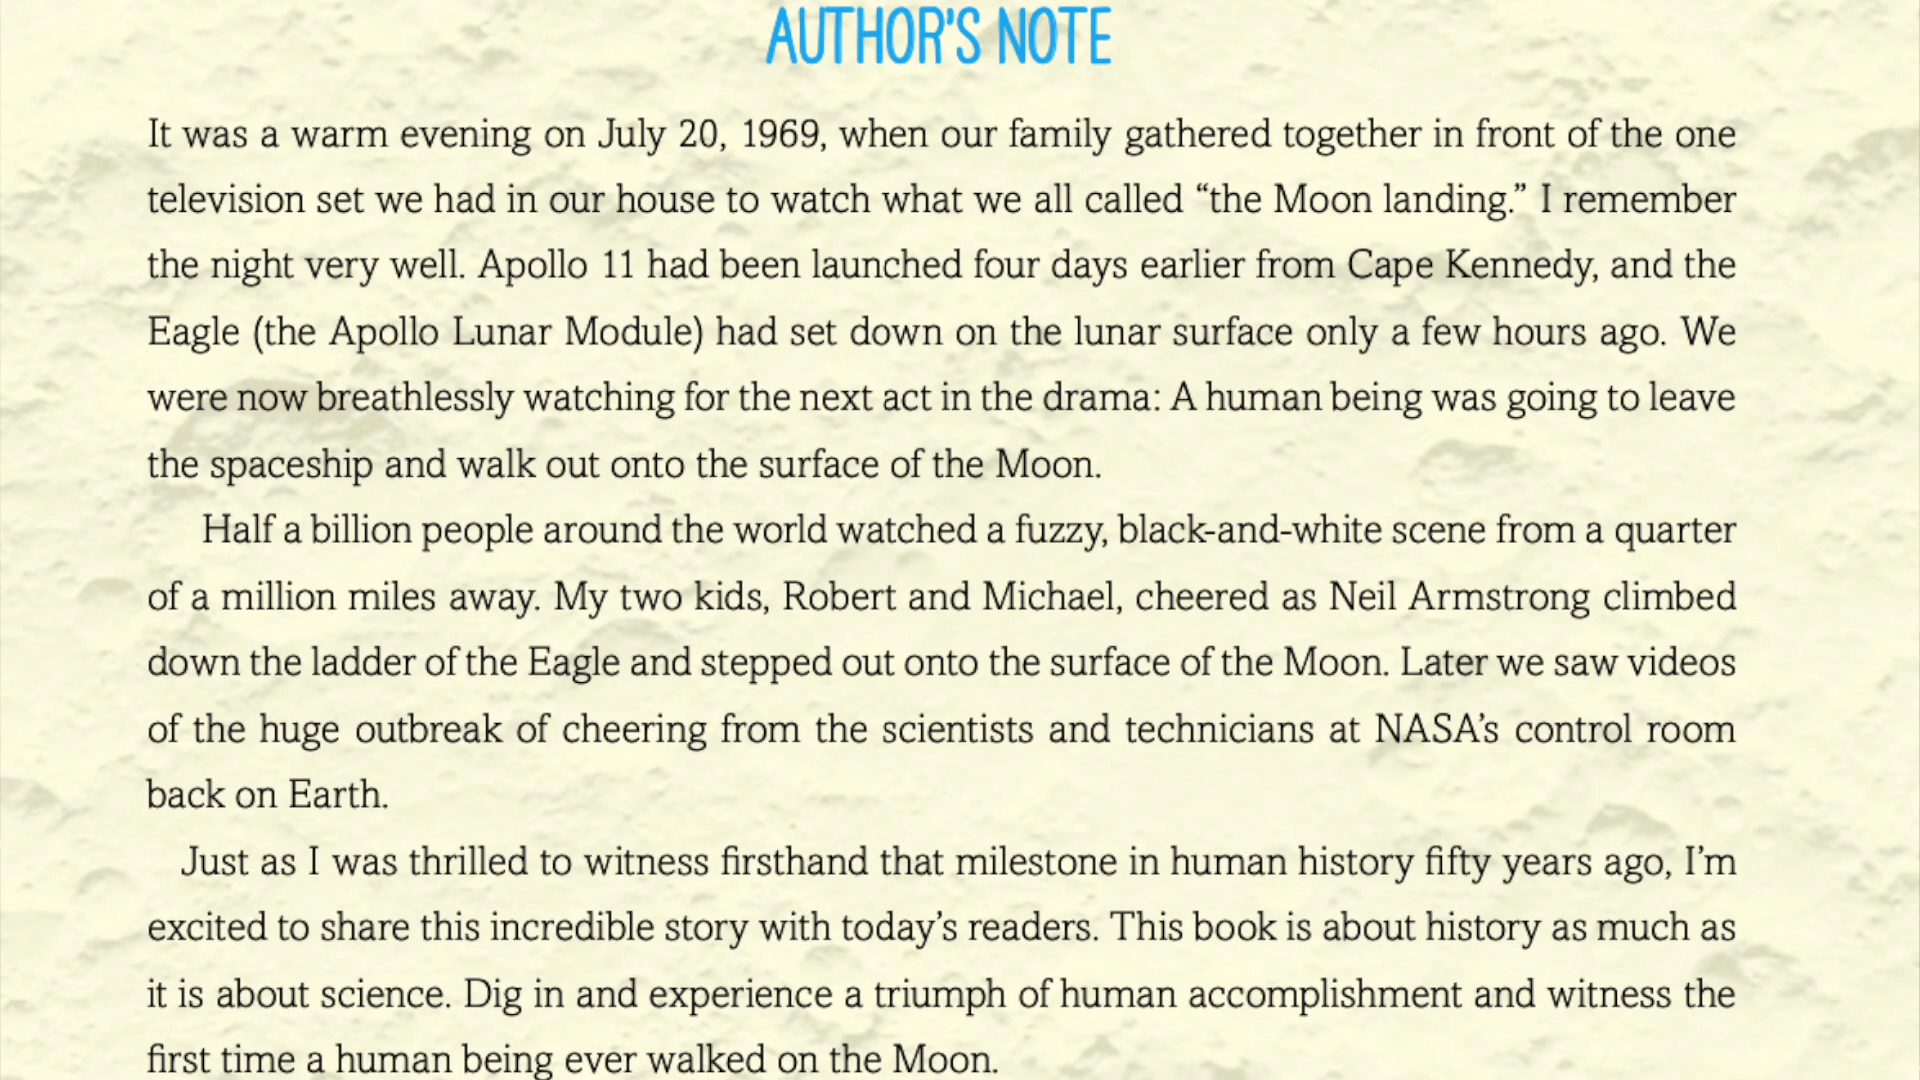 AUTHOR'S NOTE
It was a warm evening on July 20, 1969, when our family gathered together in front of the one
television set we had in our house to watch what we all called “the Moon landing.” I remember
the night very well. Apollo 11 had been launched four days earlier from Cape Kennedy, and the
Eagle (the Apollo Lunar Module) had set down on the lunar surface only a few hours ago. We
were now breathlessly watching for the next act in the drama: A human being was going to leave
the spaceship and walk out onto the surface of the Moon.
Half a billion people around the world watched a fuzzy, black-and-white scene from a quarter
of a million miles away. My two kids, Robert and Michael, cheered as Neil Armstrong climbed
down the ladder of the Eagle and stepped out onto the surface of the Moon. Later we saw videos
of the huge outbreak of cheering from the scientists and technicians at NASA’s control room
back on Earth.
Just as I was thrilled to witness firsthand that milestone in human history fifty years ago, I’m
excited to share this incredible story with today’s readers. This book is about history as much as
it is about science. Dig in and experience a triumph of human accomplishment and witness the
first time a human being ever walked on the Moon.